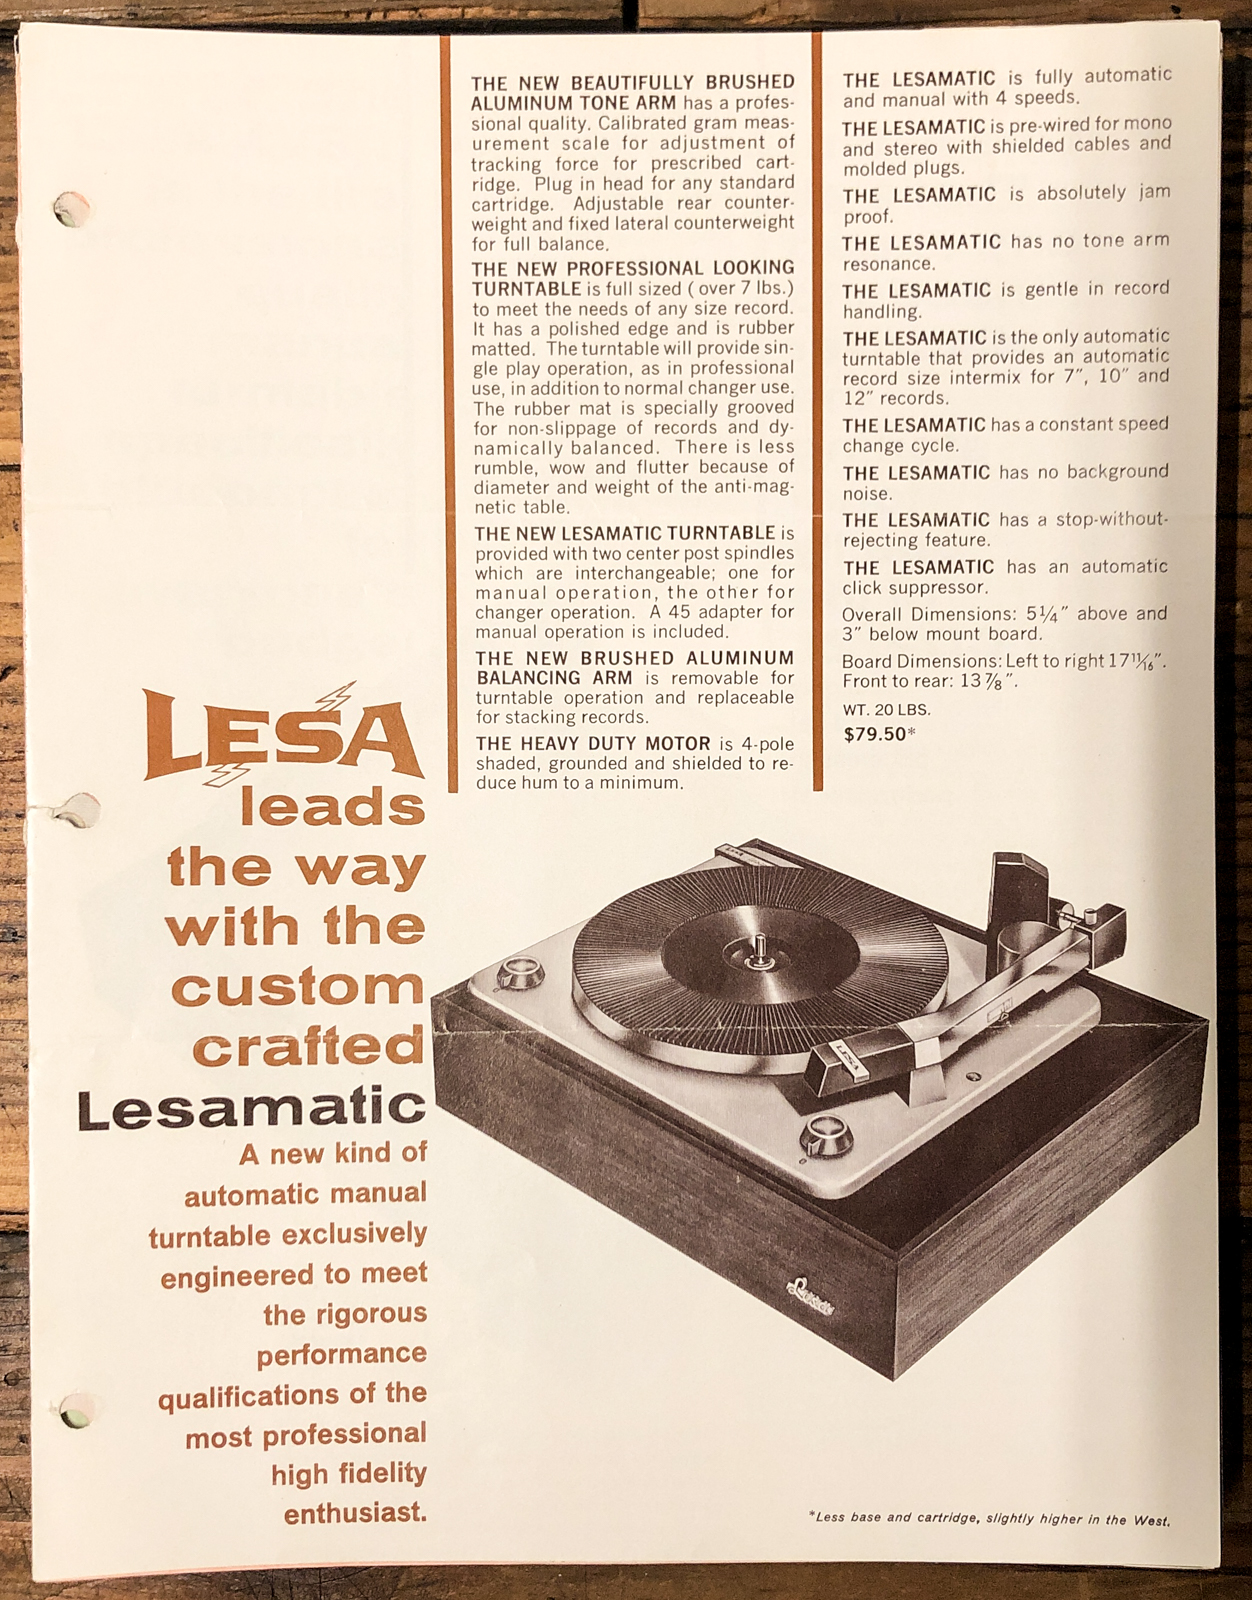 LESA
leads
the way
with the
custom
crafted
Lesamatic
A new kind of
automatic manual
turntable exclusively
engineered to meet
the rigorous
performance
qualifications of the
most professional
high fidelity
enthusiast.
THE NEW BEAUTIFULLY BRUSHED
ALUMINUM TONE ARM has a profes-
sional quality. Calibrated gram meas-
urement scale for adjustment of
tracking force for prescribed cart-
ridge. Plug in head for any standard
cartridge. Adjustable rear counter-
weight and fixed lateral counterweight
for full balance.
THE NEW PROFESSIONAL LOOKING
TURNTABLE is full sized ( over 7 lbs.)
to meet the needs of any size record.
It has a polished edge and is rubber
matted. The turntable will provide sin-
gle play operation, as in professional
use, in addition to normal changer use.
The rubber mat is specially grooved
for non-slippage of records and dy-
namically balanced. There is less
rumble, wow and flutter because of
diameter and weight of the anti-mag-
netic table.
THE NEW LESAMATIC TURNTABLE is
provided with two center post spindles
which are interchangeable; one for
manual operation, the other for
changer operation. A 45 adapter for
manual operation is included.
THE NEW BRUSHED ALUMINUM
BALANCING ARM is removable for
turntable operation and replaceable
for stacking records.
THE HEAVY DUTY MOTOR is 4-pole
shaded, grounded and shielded to re-
duce hum to a minimum.
THE LESAMATIC is fully automatic
and manual with 4 speeds.
THE LESAMATIC is pre-wired for mono
and stereo with shielded cables and
molded plugs.
THE LESAMATIC is absolutely jam
proof.
THE LESAMATIC has no tone arm
resonance.
THE LESAMATIC is gentle in record
handling.
THE LESAMATIC is the only automatic
turntable that provides an automatic
record size intermix for 7″, 10″ and
12″ records.
THE LESAMATIC has a constant speed
change cycle.
THE LESAMATIC has no background
noise.
THE LESAMATIC has a stop-without-
rejecting feature.
THE LESAMATIC has an automatic
click suppressor.
Overall Dimensions: 5¼″ above and
3″ below mount board.
Board Dimensions: Left to right 17 11/16″.
Front to rear: 13⅞″.
WT. 20 LBS.
$79.50*
LESA
Lesa
*Less base and cartridge, slightly higher in the West.